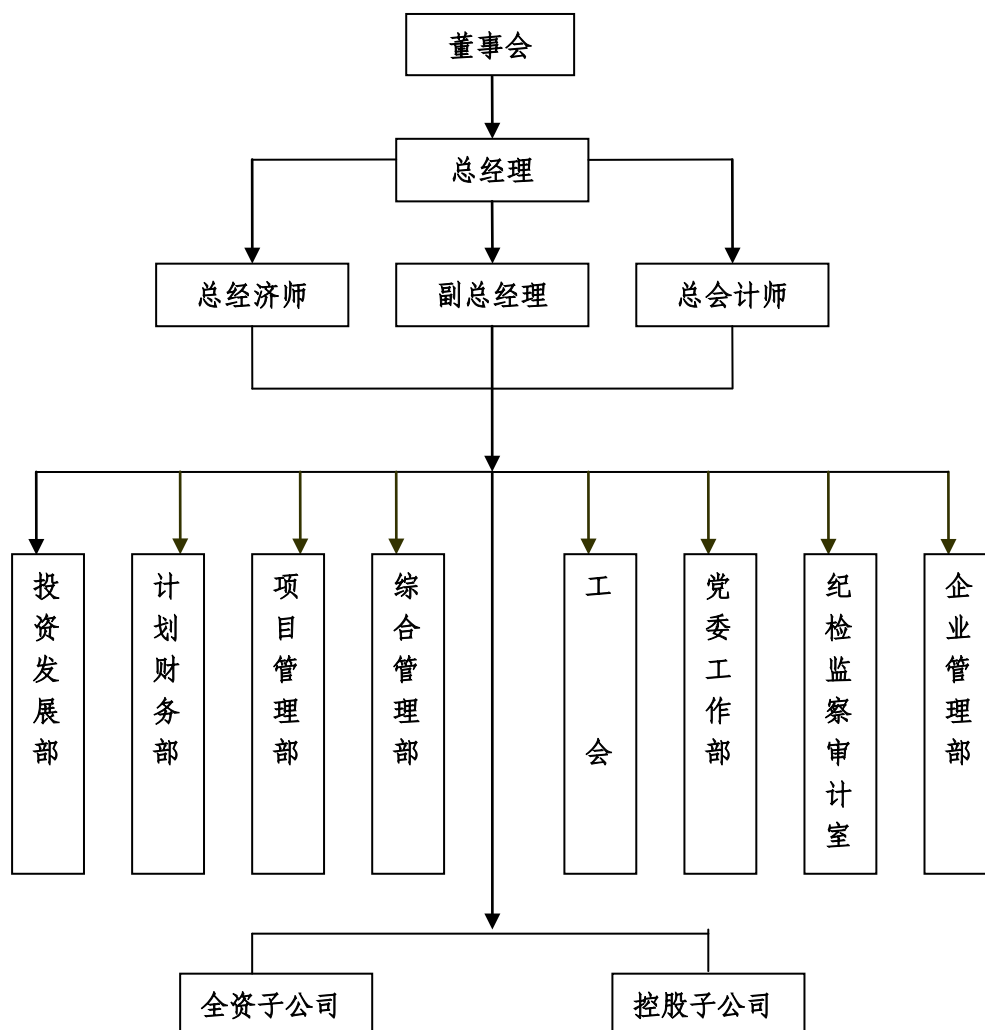 董事会
总经理
总经济师
副总经理
总会计师
投资发展部
计划财务部
项目管理部
综合管理部
工会
党委工作部
纪检监察审计室
企业管理部
全资子公司
控股子公司